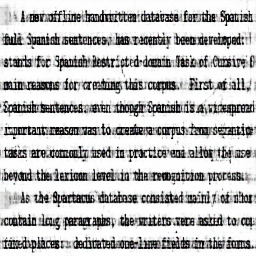 A new offline handwritten database for the Spanish
full Spanish sentences, has recently been developed:
stands for Spanish Restricted-domain Task of Cursive S
main reasons for creating this corpus. First of all,
Spanish sentences, even though Spanish is a widespread
important reason was to create a corpus from semantic
tasks are commonly used in practice and allow the use
beyond the lexicon level in the recognition process.
As the Spartacus database consisted mainly of shor
contain long paragraphs, the writers were asked to co
fixed places: dedicated one-line fields in the forms.